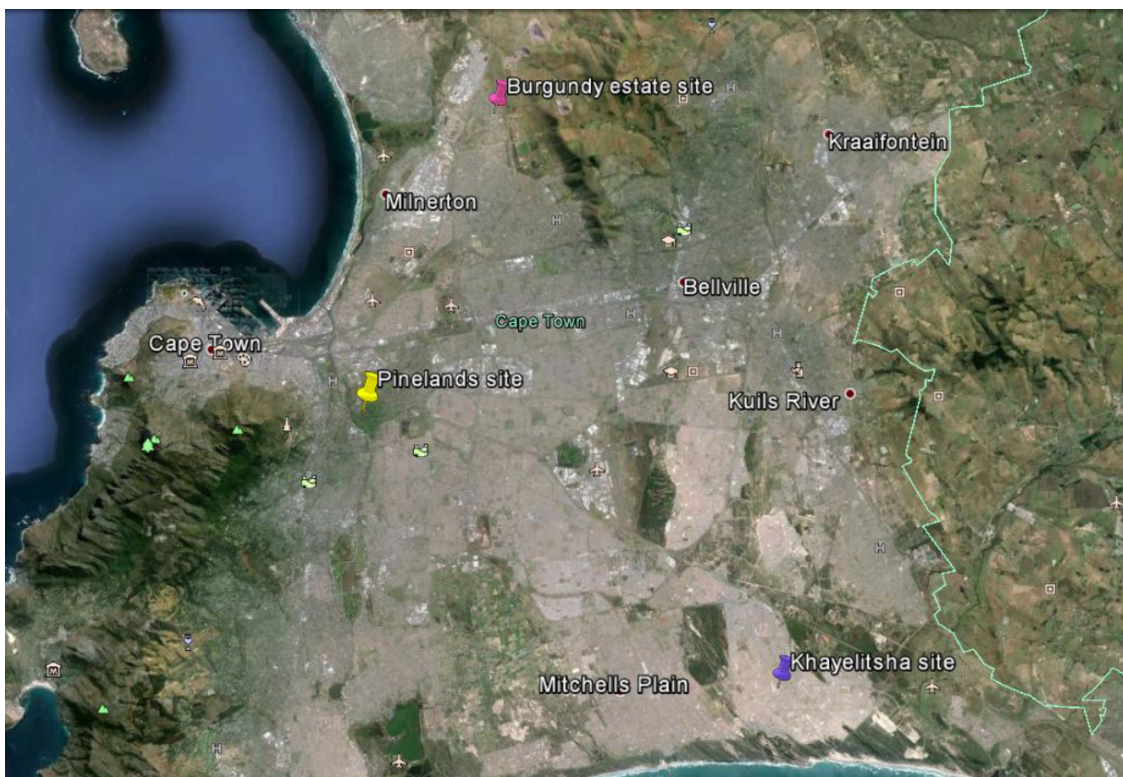 Burgundy estate site
Kraaifontein
Milnerton
Bellville
Cape Town
Cape Town
Pinelands site
Kuils River
Khayelitsha site
Mitchells Plain